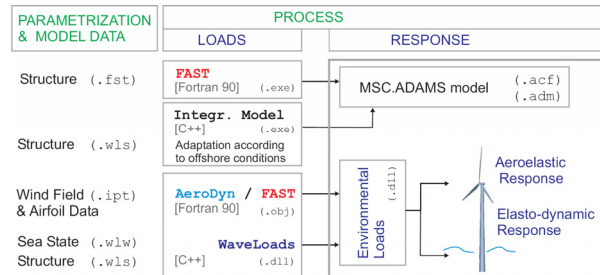 PARAMETRIZATION
& MODEL DATA
PROCESS
LOADS
RESPONSE
Structure (.fst)
FAST
[Fortran 90] (.exe)
MSC.ADAMS model (.acf)
(.adm)
Integr. Model
[C++] (.exe)
Adaptation according
to offshore conditions
Structure (.wls)
Wind Field (.ipt)
& Airfoil Data
AeroDyn / FAST
[Fortran 90] (.obj)
Sea State (.wlw)
Structure (.wls)
WaveLoads
[C++] (.dll)
Environmental
Loads
(.dll)
Aeroelastic
Response
Elasto-dynamic
Response